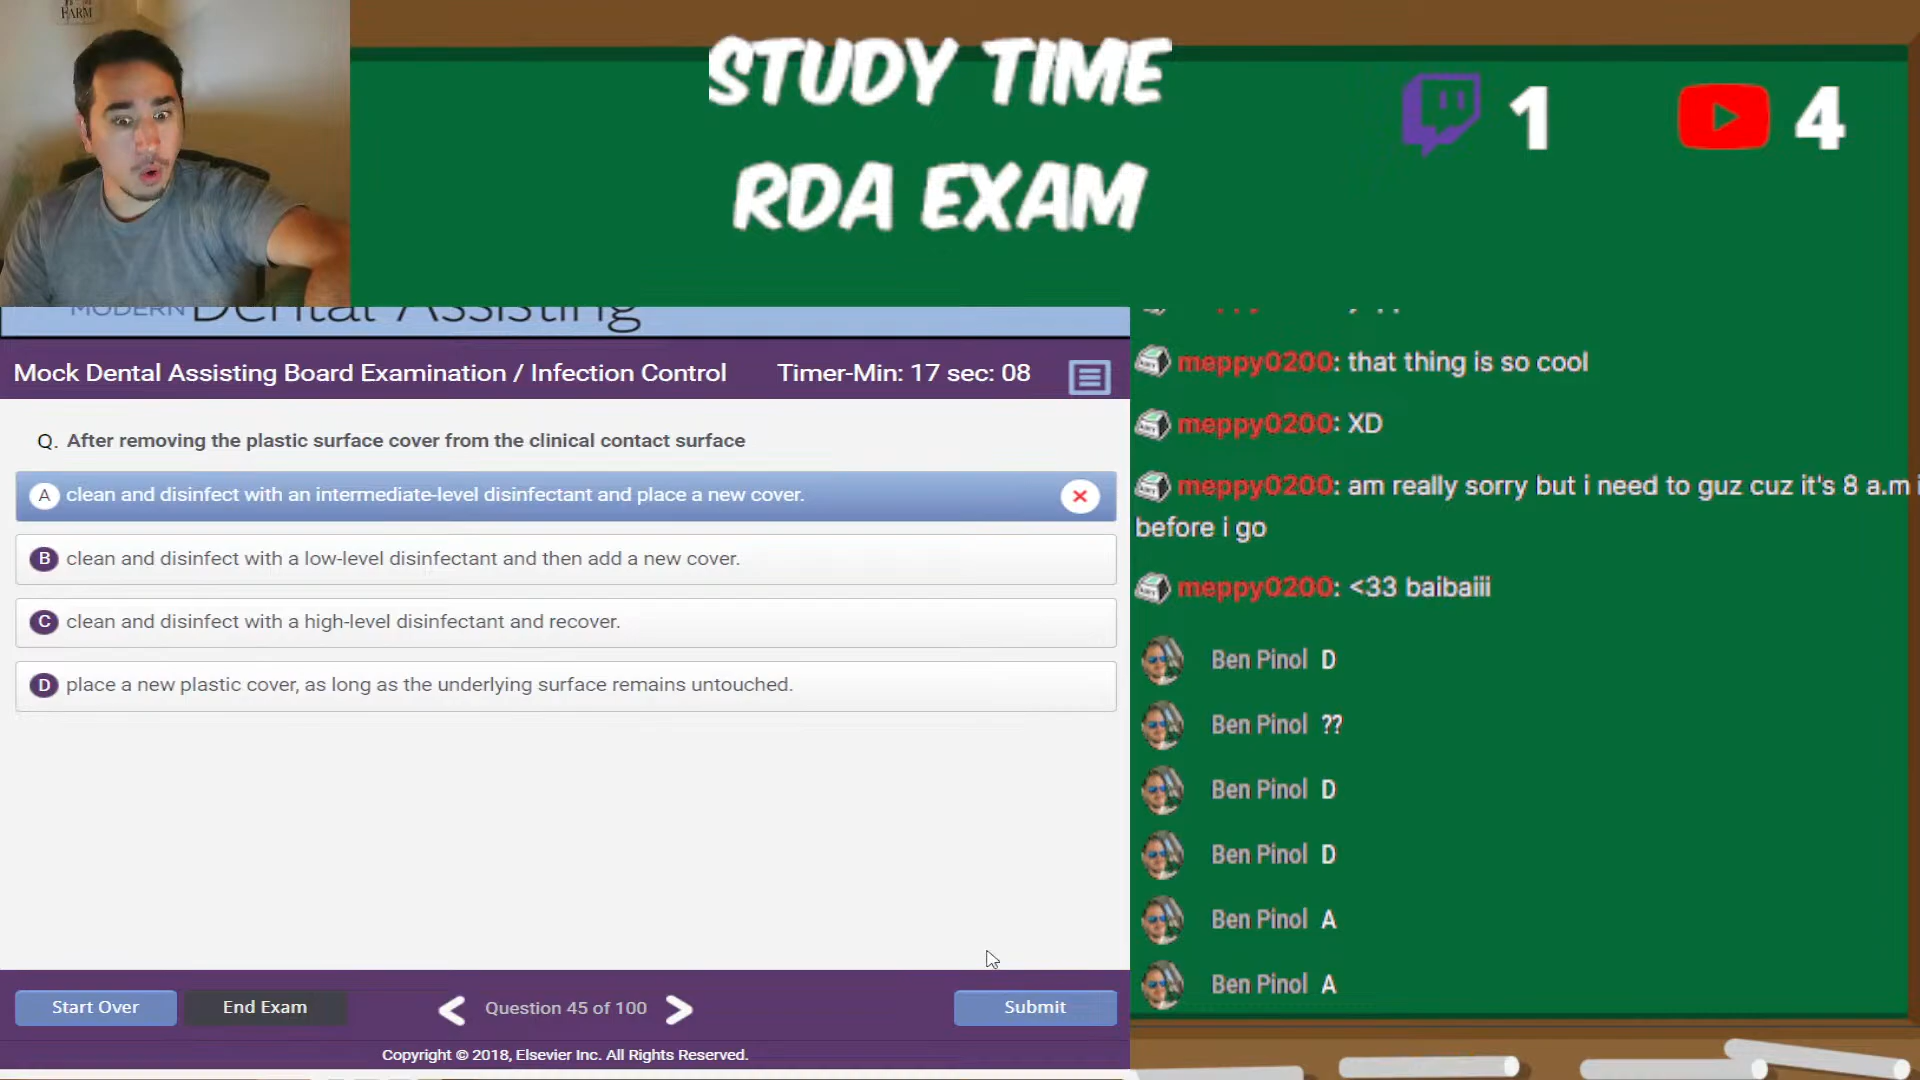 FARM
STUDY TIME
RDA EXAM
1
4
MODERN Dental Assisting
Mock Dental Assisting Board Examination / Infection Control
Timer-Min: 17 sec: 08
Q. After removing the plastic surface cover from the clinical contact surface
A clean and disinfect with an intermediate-level disinfectant and place a new cover.
B clean and disinfect with a low-level disinfectant and then add a new cover.
C clean and disinfect with a high-level disinfectant and recover.
D place a new plastic cover, as long as the underlying surface remains untouched.
Start Over
End Exam
Question 45 of 100
Submit
Copyright © 2018, Elsevier Inc. All Rights Reserved.
meppy0200: that thing is so cool
meppy0200: XD
meppy0200: am really sorry but i need to guz cuz it's 8 a.m i
before i go
meppy0200: <33 baibaiii
Ben Pinol D
Ben Pinol ??
Ben Pinol D
Ben Pinol D
Ben Pinol A
Ben Pinol A